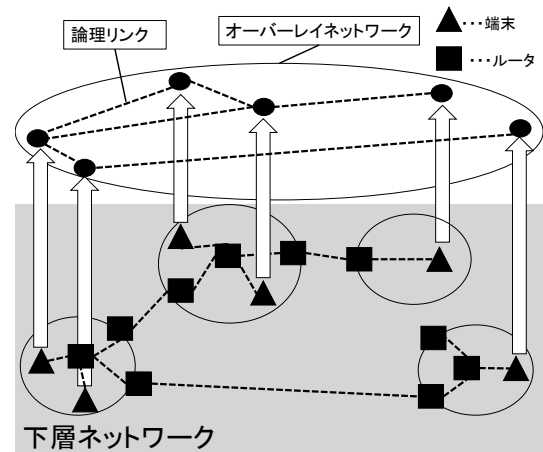 論理リンク
オーバーレイネットワーク
･･･端末
･･･ルータ
下層ネットワーク